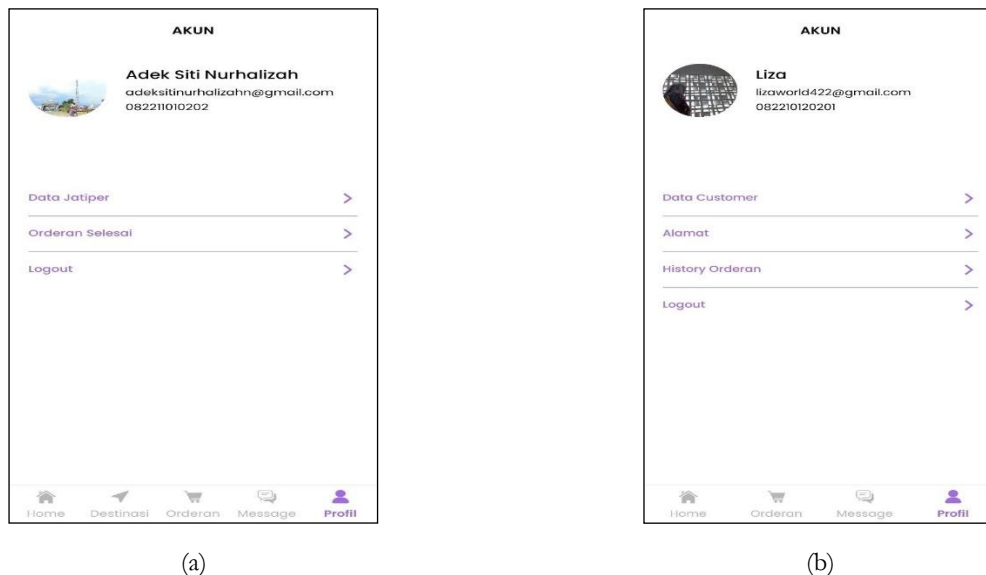 AKUN
Adek Siti Nurhalizah
adeksitinurhalizahn@gmail.com
082211010202
Data Jatiper
Orderan Selesai
Logout
Home Destinasi Orderan Message Profil
(a)
AKUN
Liza
lizaworld422@gmail.com
082210120201
Data Customer
Alamat
History Orderan
Logout
Home Orderan Message Profil
(b)